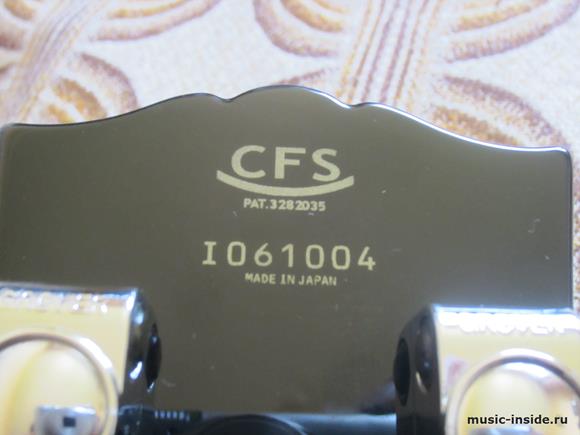 CFS
PAT.3282035
I061004
MADE IN JAPAN
music-inside.ru